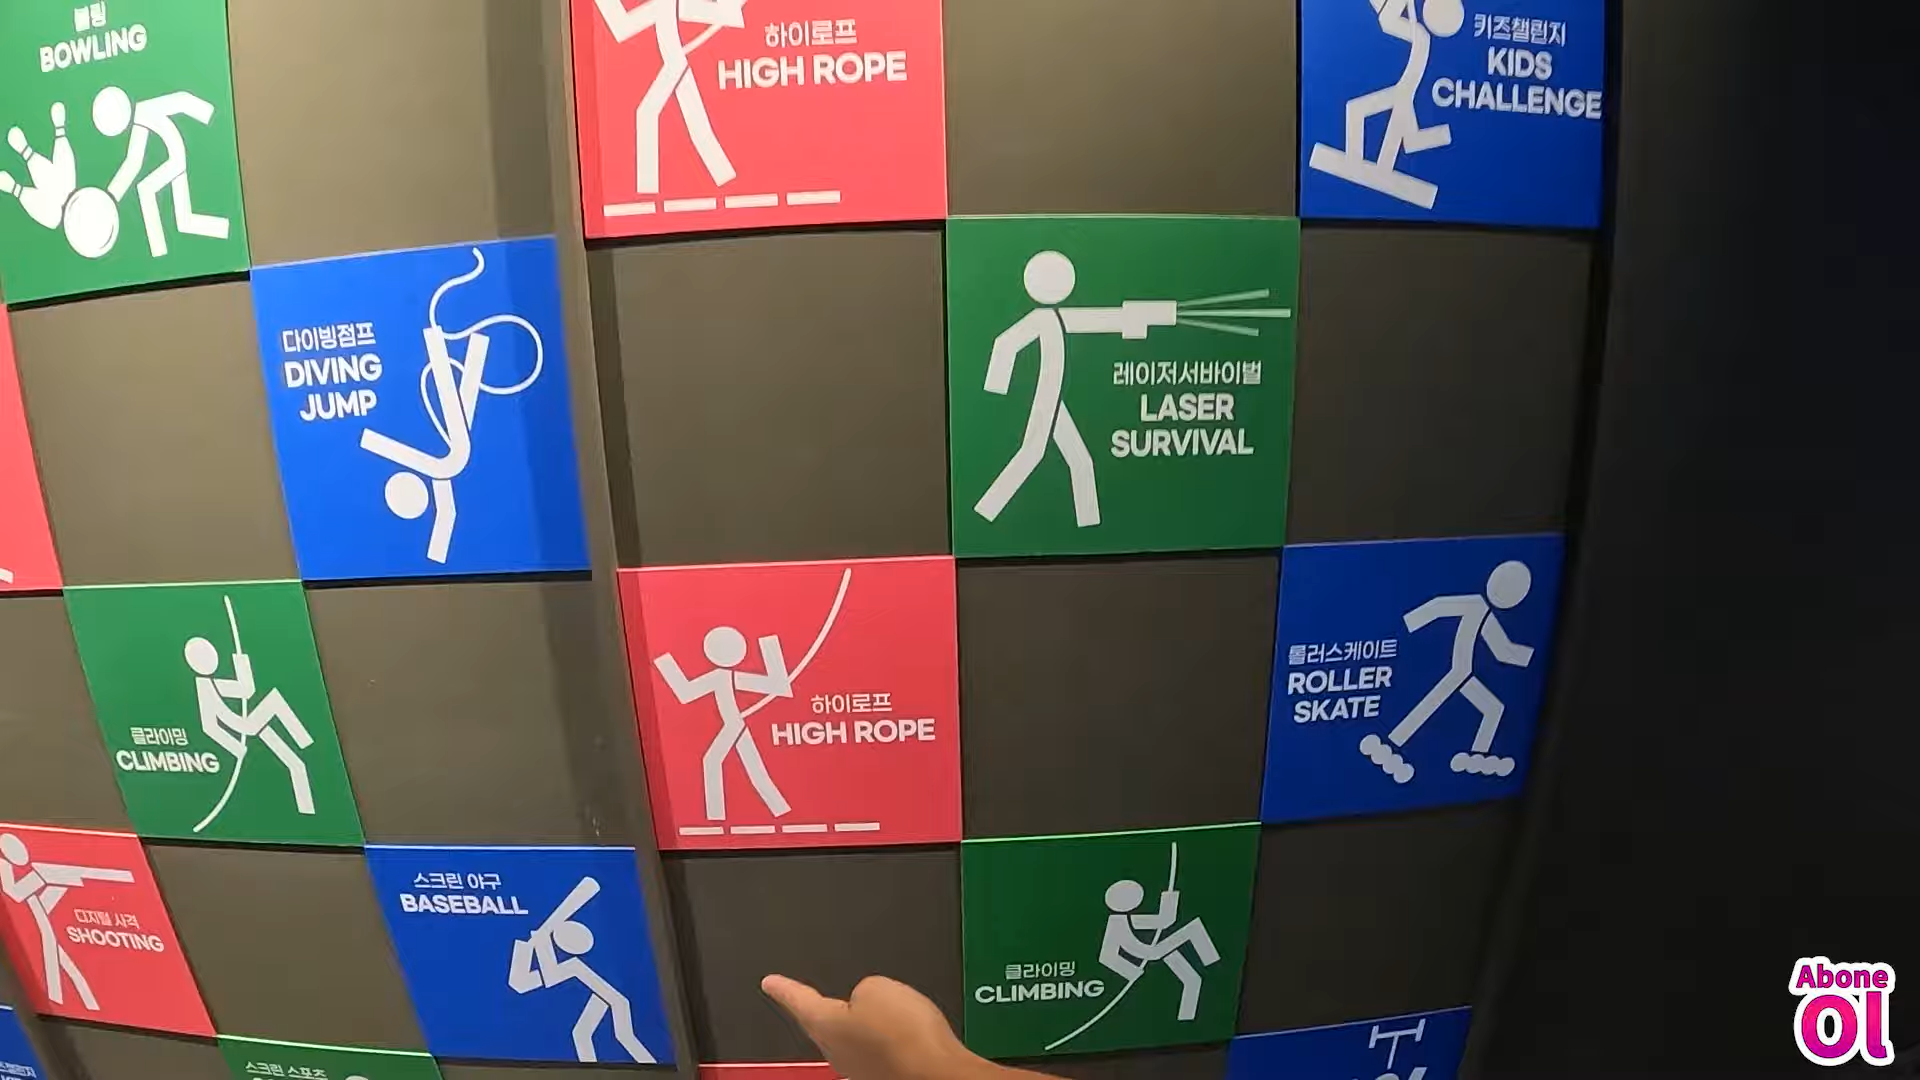 볼링
BOWLING
하이로프
HIGH ROPE
키즈챌린지
KIDS
CHALLENGE
다이빙점프
DIVING
JUMP
레이저서바이벌
LASER
SURVIVAL
클라이밍
CLIMBING
하이로프
HIGH ROPE
롤러스케이트
ROLLER
SKATE
디지털 사격
SHOOTING
스크린 야구
BASEBALL
클라이밍
CLIMBING
스크린 스포츠
Abone
Ol